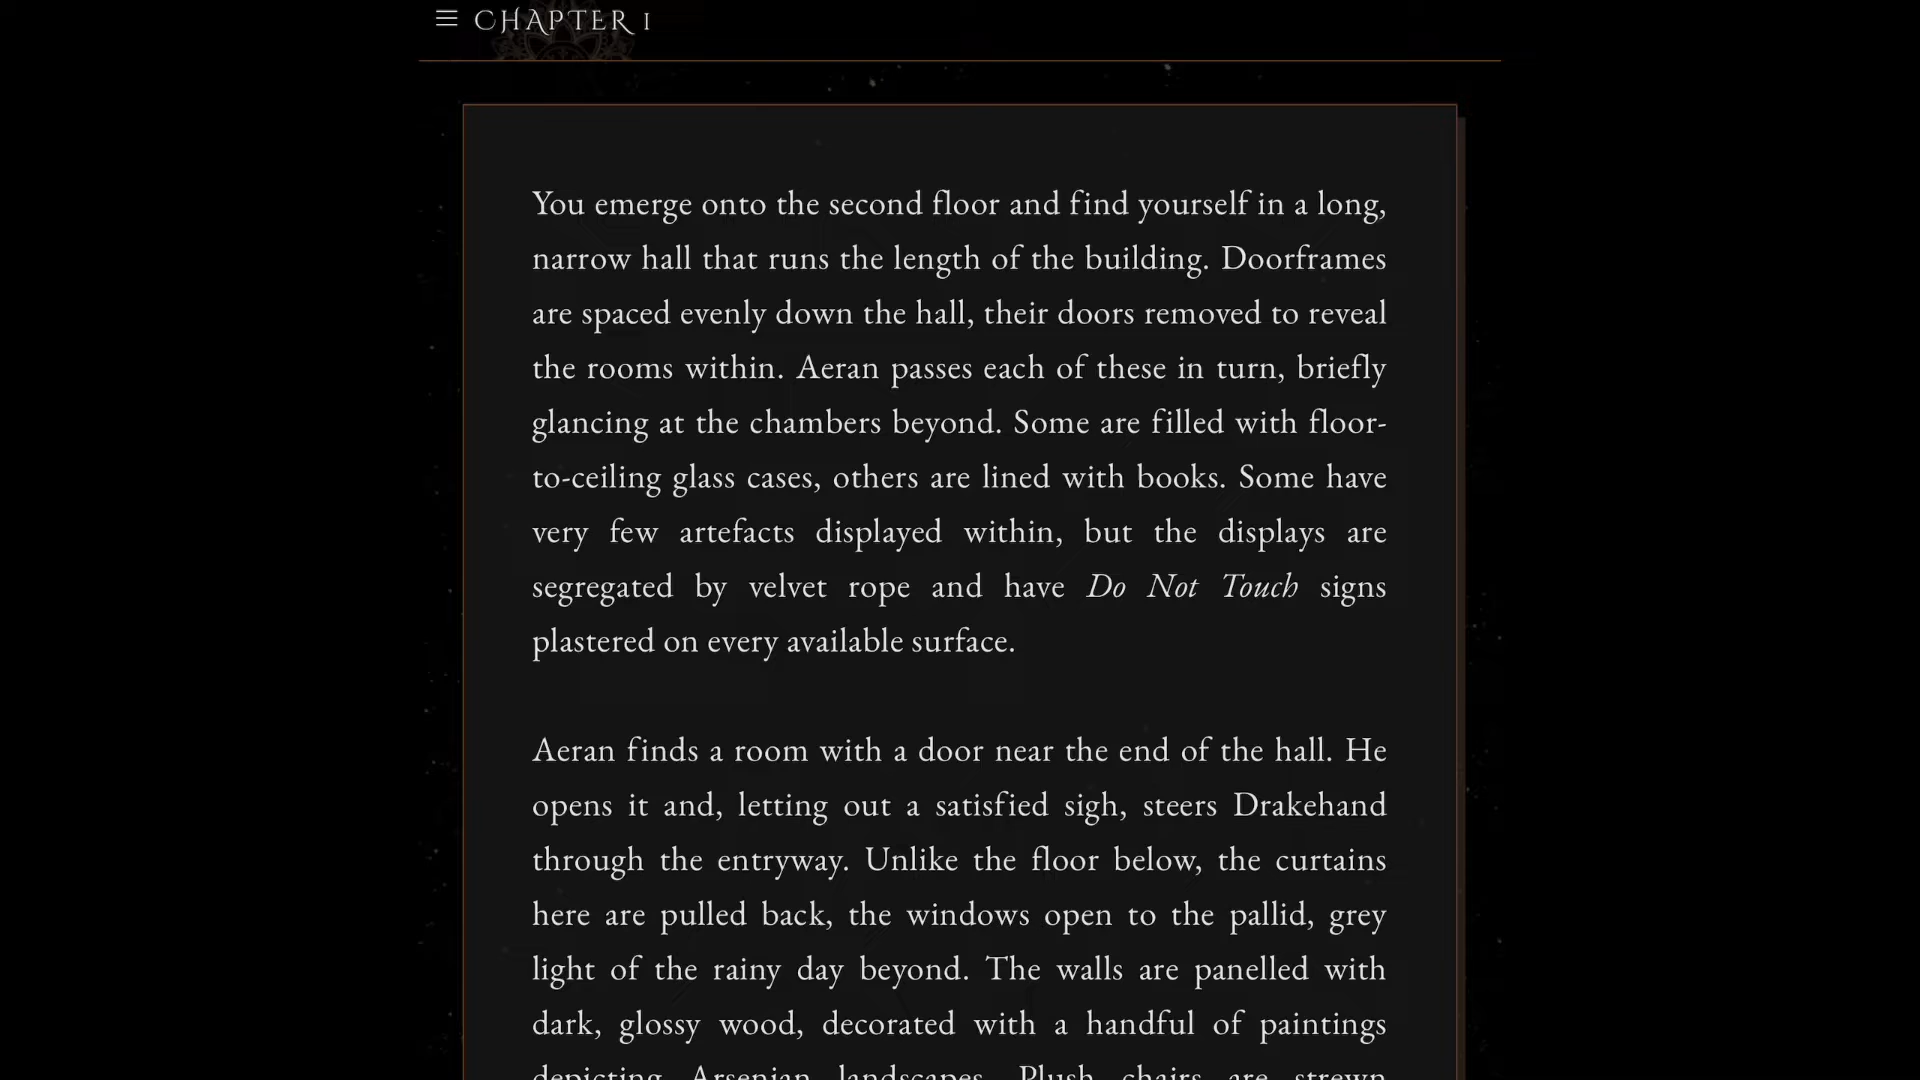 CHAPTER I
You emerge onto the second floor and find yourself in a long,
narrow hall that runs the length of the building. Doorframes
are spaced evenly down the hall, their doors removed to reveal
the rooms within. Aeran passes each of these in turn, briefly
glancing at the chambers beyond. Some are filled with floor-
to-ceiling glass cases, others are lined with books. Some have
very few artefacts displayed within, but the displays are
segregated by velvet rope and have Do Not Touch signs
plastered on every available surface.
Aeran finds a room with a door near the end of the hall. He
opens it and, letting out a satisfied sigh, steers Drakehand
through the entryway. Unlike the floor below, the curtains
here are pulled back, the windows open to the pallid, grey
light of the rainy day beyond. The walls are panelled with
dark, glossy wood, decorated with a handful of paintings
depicting Arsenian landscapes. Plush chairs are strewn